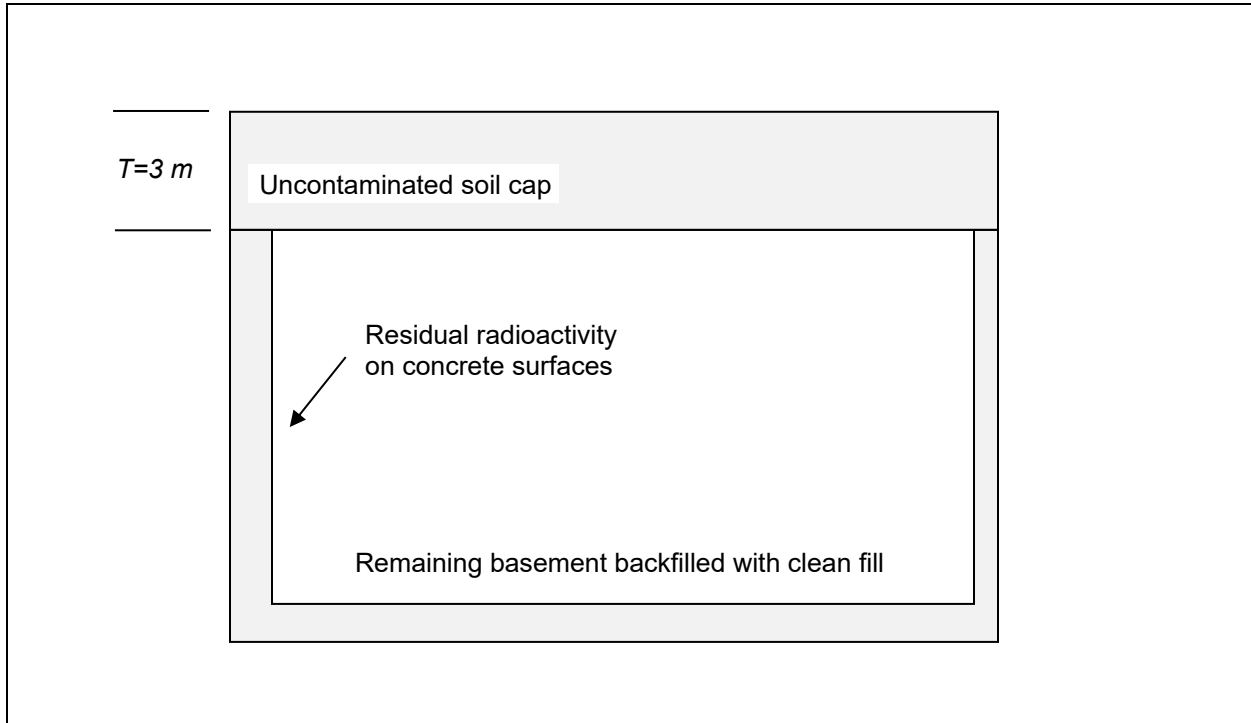 T=3 m
Uncontaminated soil cap
Residual radioactivity
on concrete surfaces
Remaining basement backfilled with clean fill